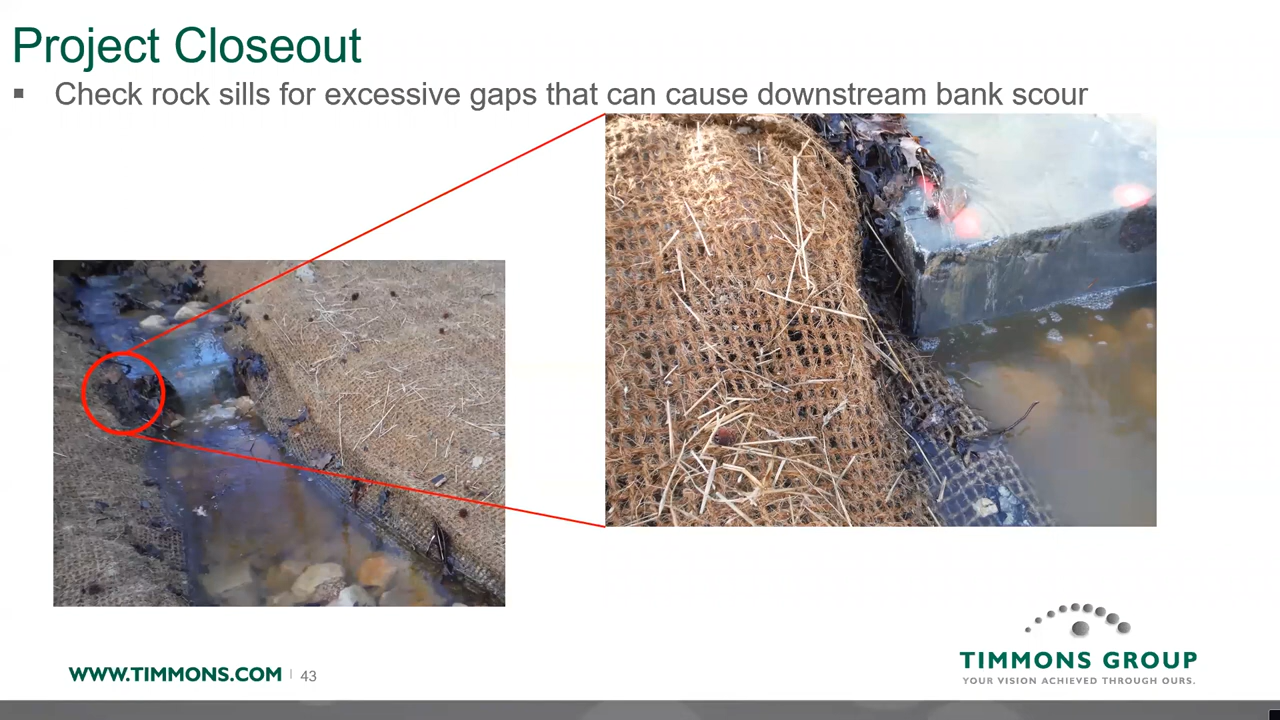 Project Closeout
▪ Check rock sills for excessive gaps that can cause downstream bank scour
WWW.TIMMONS.COM | 43
TIMMONS GROUP
YOUR VISION ACHIEVED THROUGH OURS.